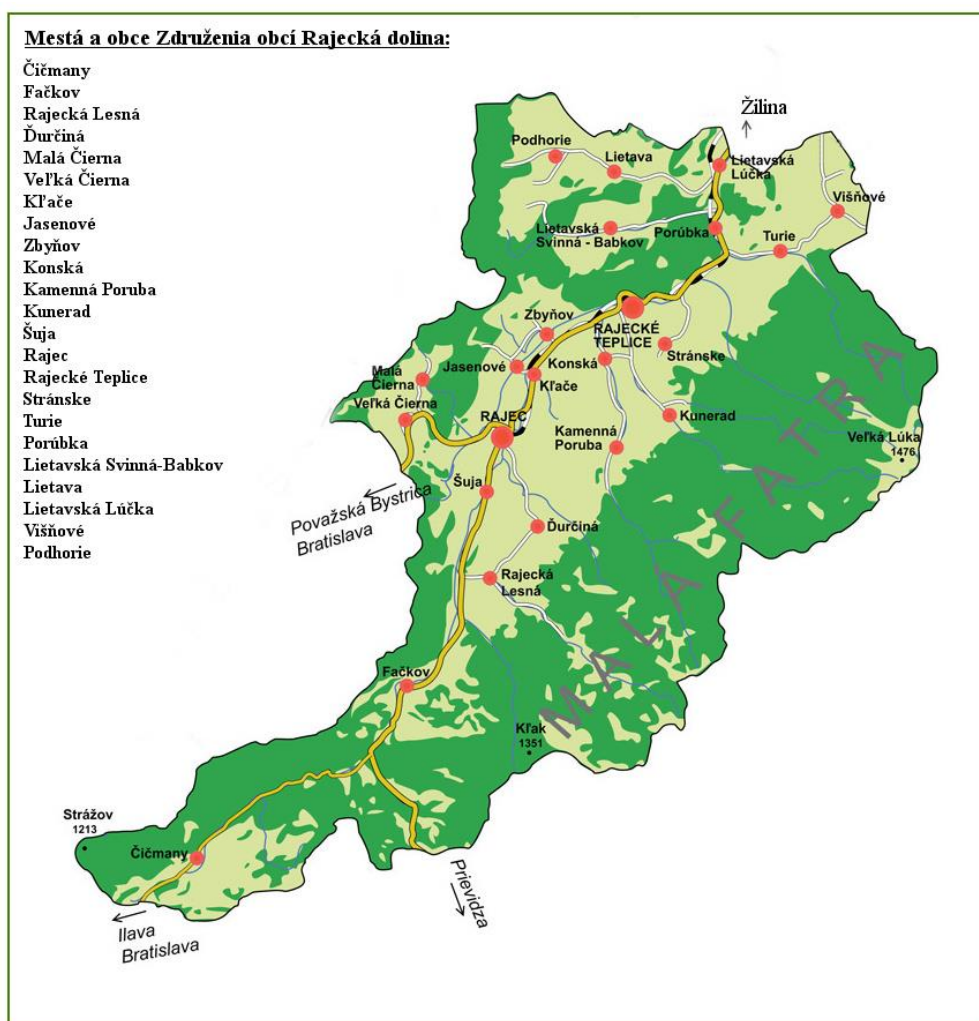 Mestá a obce Združenia obcí Rajecká dolina:
Čičmany
Fačkov
Rajecká Lesná
Ďurčiná
Malá Čierna
Veľká Čierna
Kľače
Jasenové
Zbyňov
Konská
Kamenná Poruba
Kunerad
Šuja
Rajec
Rajecké Teplice
Stránske
Turie
Porúbka
Lietavská Svinná-Babkov
Lietava
Lietavská Lúčka
Višňové
Podhorie
Žilina
Podhorie
Lietava
Lietavská
Lúčka
Višňové
Lietavská
Svinná - Babkov
Porúbka
Turie
Zbyňov
RAJECKÉ
TEPLICE
Stránske
Jasenové
Konská
Malá
Čierna
Kľače
Veľká Čierna
RAJEC
Kunerad
Kamenná
Poruba
Veľká Lúka
1476
Šuja
Považská Bystrica
Bratislava
Ďurčiná
Rajecká
Lesná
MALÁ FATRA
Fačkov
Kľak
1351
Strážov
1213
Čičmany
Prievidza
Ilava
Bratislava